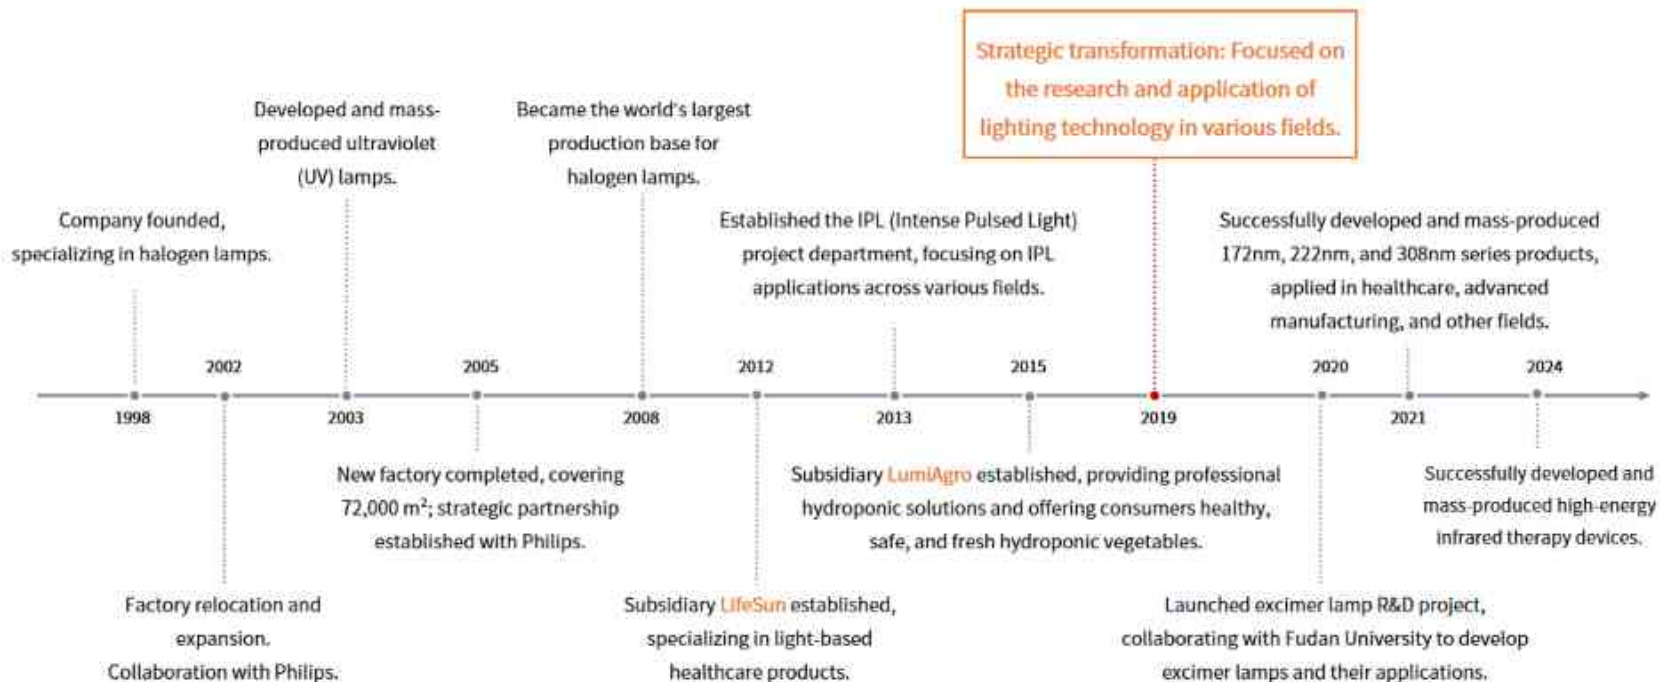 Strategic transformation: Focused on
the research and application of
lighting technology in various fields.
Developed and mass-
produced ultraviolet
(UV) lamps.
Became the world's largest
production base for
halogen lamps.
Company founded,
specializing in halogen lamps.
Established the IPL (Intense Pulsed Light)
project department, focusing on IPL
applications across various fields.
Successfully developed and mass-produced
172nm, 222nm, and 308nm series products,
applied in healthcare, advanced
manufacturing, and other fields.
2002
2005
2012
2015
2020
2024
1998
2003
2008
2013
2019
2021
New factory completed, covering
72,000 m²; strategic partnership
established with Philips.
Subsidiary LumiAgro established, providing professional
hydroponic solutions and offering consumers healthy,
safe, and fresh hydroponic vegetables.
Successfully developed and
mass-produced high-energy
infrared therapy devices.
Factory relocation and
expansion.
Collaboration with Philips.
Subsidiary LifeSun established,
specializing in light-based
healthcare products.
Launched excimer lamp R&D project,
collaborating with Fudan University to develop
excimer lamps and their applications.